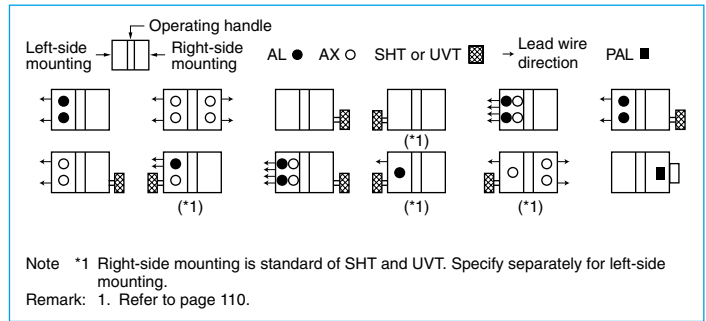 Operating handle
Left-side mounting
Right-side mounting
AL ● AX ○ SHT or UVT → Lead wire direction PAL ■
(*1)
(*1)
(*1)
(*1)
Note *1 Right-side mounting is standard of SHT and UVT. Specify separately for left-side
mounting.
Remark: 1. Refer to page 110.